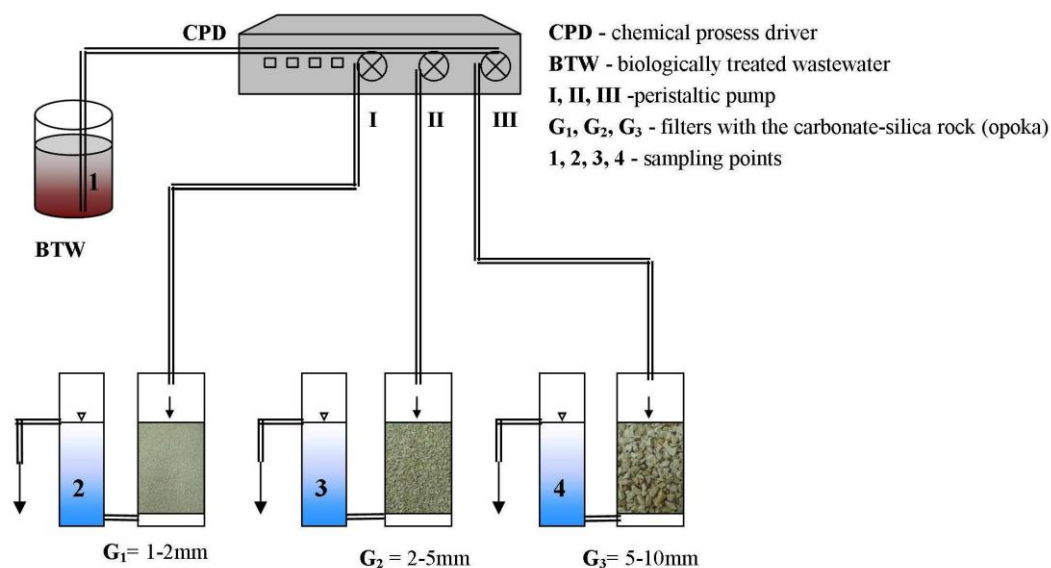 CPD
CPD - chemical prosess driver
BTW - biologically treated wastewater
I, II, III -peristaltic pump
G₁, G₂, G₃ - filters with the carbonate-silica rock (opoka)
1, 2, 3, 4 - sampling points
I II III
1
BTW
2 3 4
G₁= 1-2mm
G₂ = 2-5mm
G₃= 5-10mm